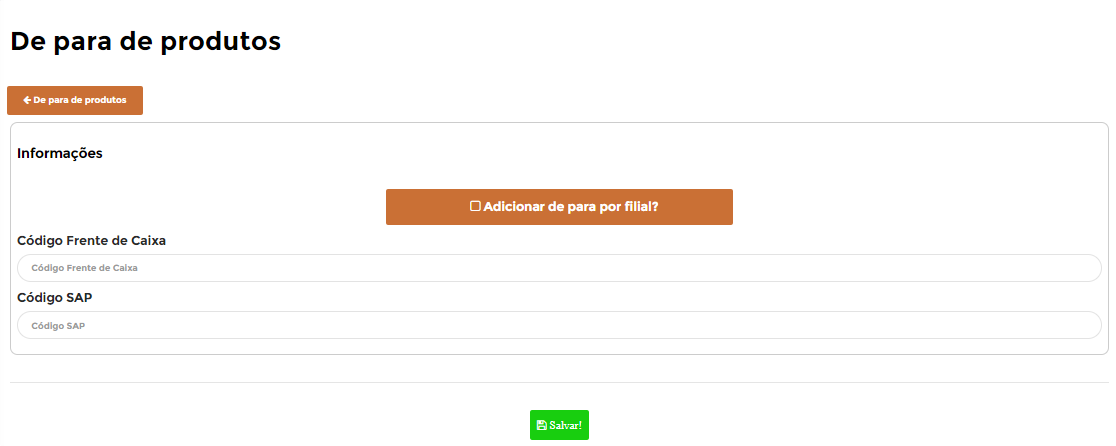 De para de produtos
De para de produtos
Informações
Adicionar de para por filial?
Código Frente de Caixa
Código Frente de Caixa
Código SAP
Código SAP
Salvar!